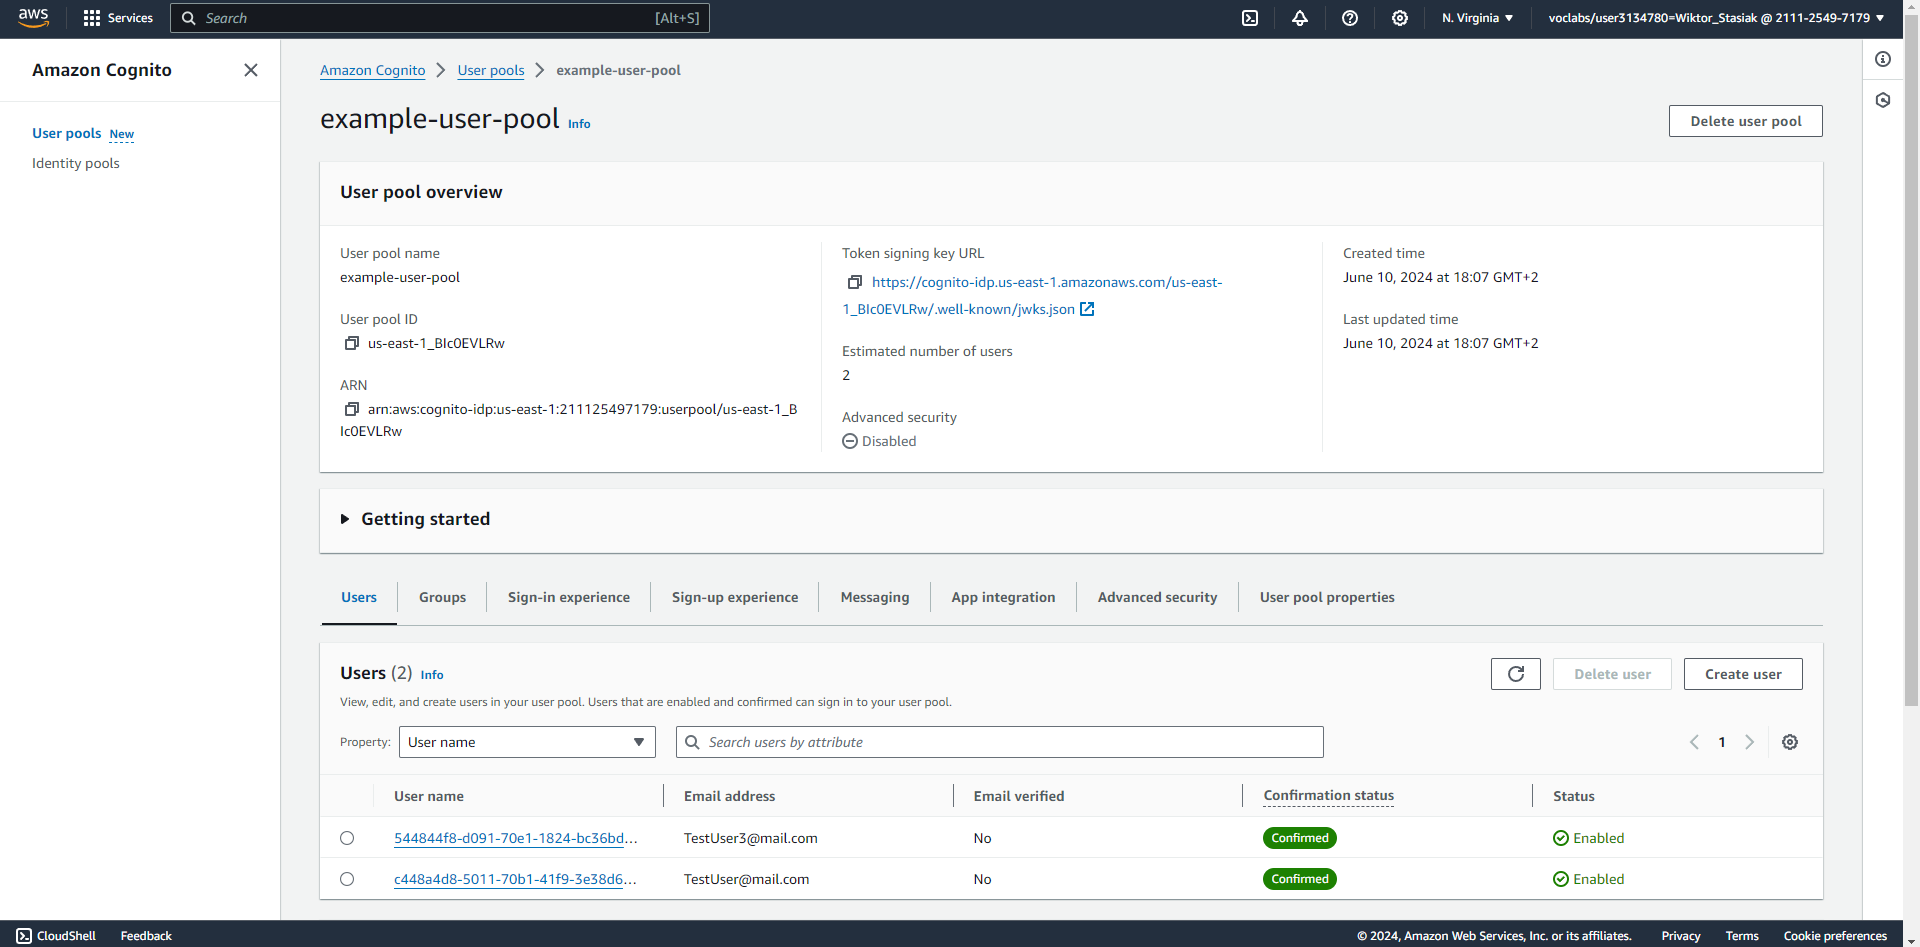 aws
Services
Search
[Alt+S]
N. Virginia
voclabs/user3134780=Wiktor_Stasiak @ 2111-2549-7179
Amazon Cognito
User pools New
Identity pools
Amazon Cognito
User pools
example-user-pool
example-user-pool Info
Delete user pool
User pool overview
User pool name
example-user-pool
User pool ID
us-east-1_BIc0EVLRw
ARN
arn:aws:cognito-idp:us-east-1:211125497179:userpool/us-east-1_B
Ic0EVLRw
Token signing key URL
https://cognito-idp.us-east-1.amazonaws.com/us-east-
1_BIc0EVLRw/.well-known/jwks.json
Estimated number of users
2
Advanced security
Disabled
Created time
June 10, 2024 at 18:07 GMT+2
Last updated time
June 10, 2024 at 18:07 GMT+2
Getting started
Users
Groups
Sign-in experience
Sign-up experience
Messaging
App integration
Advanced security
User pool properties
Users (2) Info
Delete user
Create user
View, edit, and create users in your user pool. Users that are enabled and confirmed can sign in to your user pool.
Property:
User name
Search users by attribute
1
User name
Email address
Email verified
Confirmation status
Status
544844f8-d091-70e1-1824-bc36bd...
TestUser3@mail.com
No
Confirmed
Enabled
c448a4d8-5011-70b1-41f9-3e38d6...
TestUser@mail.com
No
Confirmed
Enabled
CloudShell
Feedback
© 2024, Amazon Web Services, Inc. or its affiliates.
Privacy
Terms
Cookie preferences